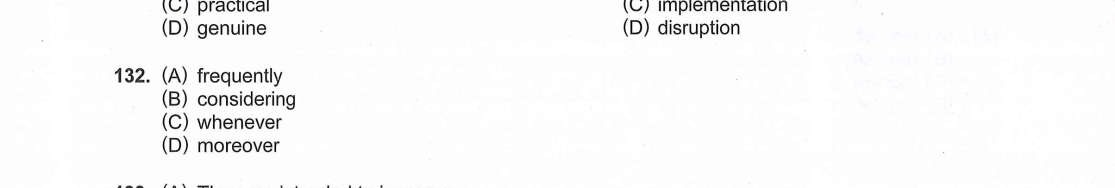 (C) practical
(D) genuine
132. (A) frequently
(B) considering
(C) whenever
(D) moreover
(C) implementation
(D) disruption